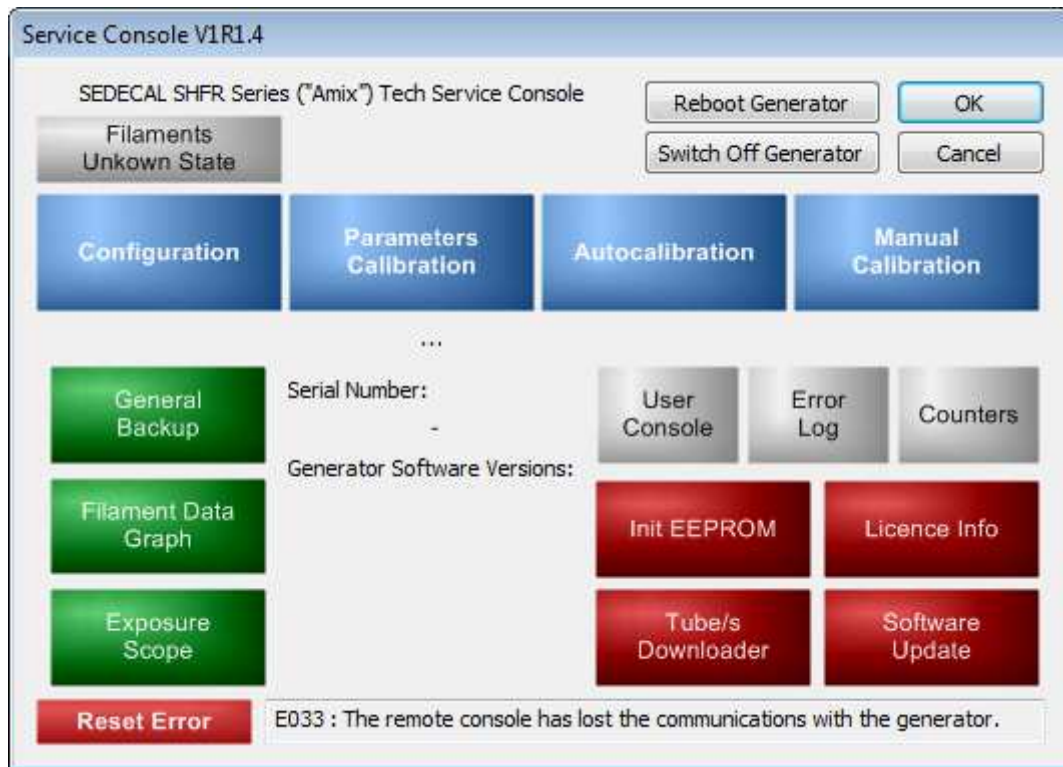 Service Console V1R1.4
SEDECAL SHFR Series ("Amix") Tech Service Console
Reboot Generator
OK
Filaments
Unkown State
Switch Off Generator
Cancel
Configuration
Parameters
Calibration
Autocalibration
Manual
Calibration
...
General
Backup
Serial Number:
-
User
Console
Error
Log
Counters
Generator Software Versions:
Filament Data
Graph
Init EEPROM
Licence Info
Exposure
Scope
Tube/s
Downloader
Software
Update
Reset Error
E033 : The remote console has lost the communications with the generator.